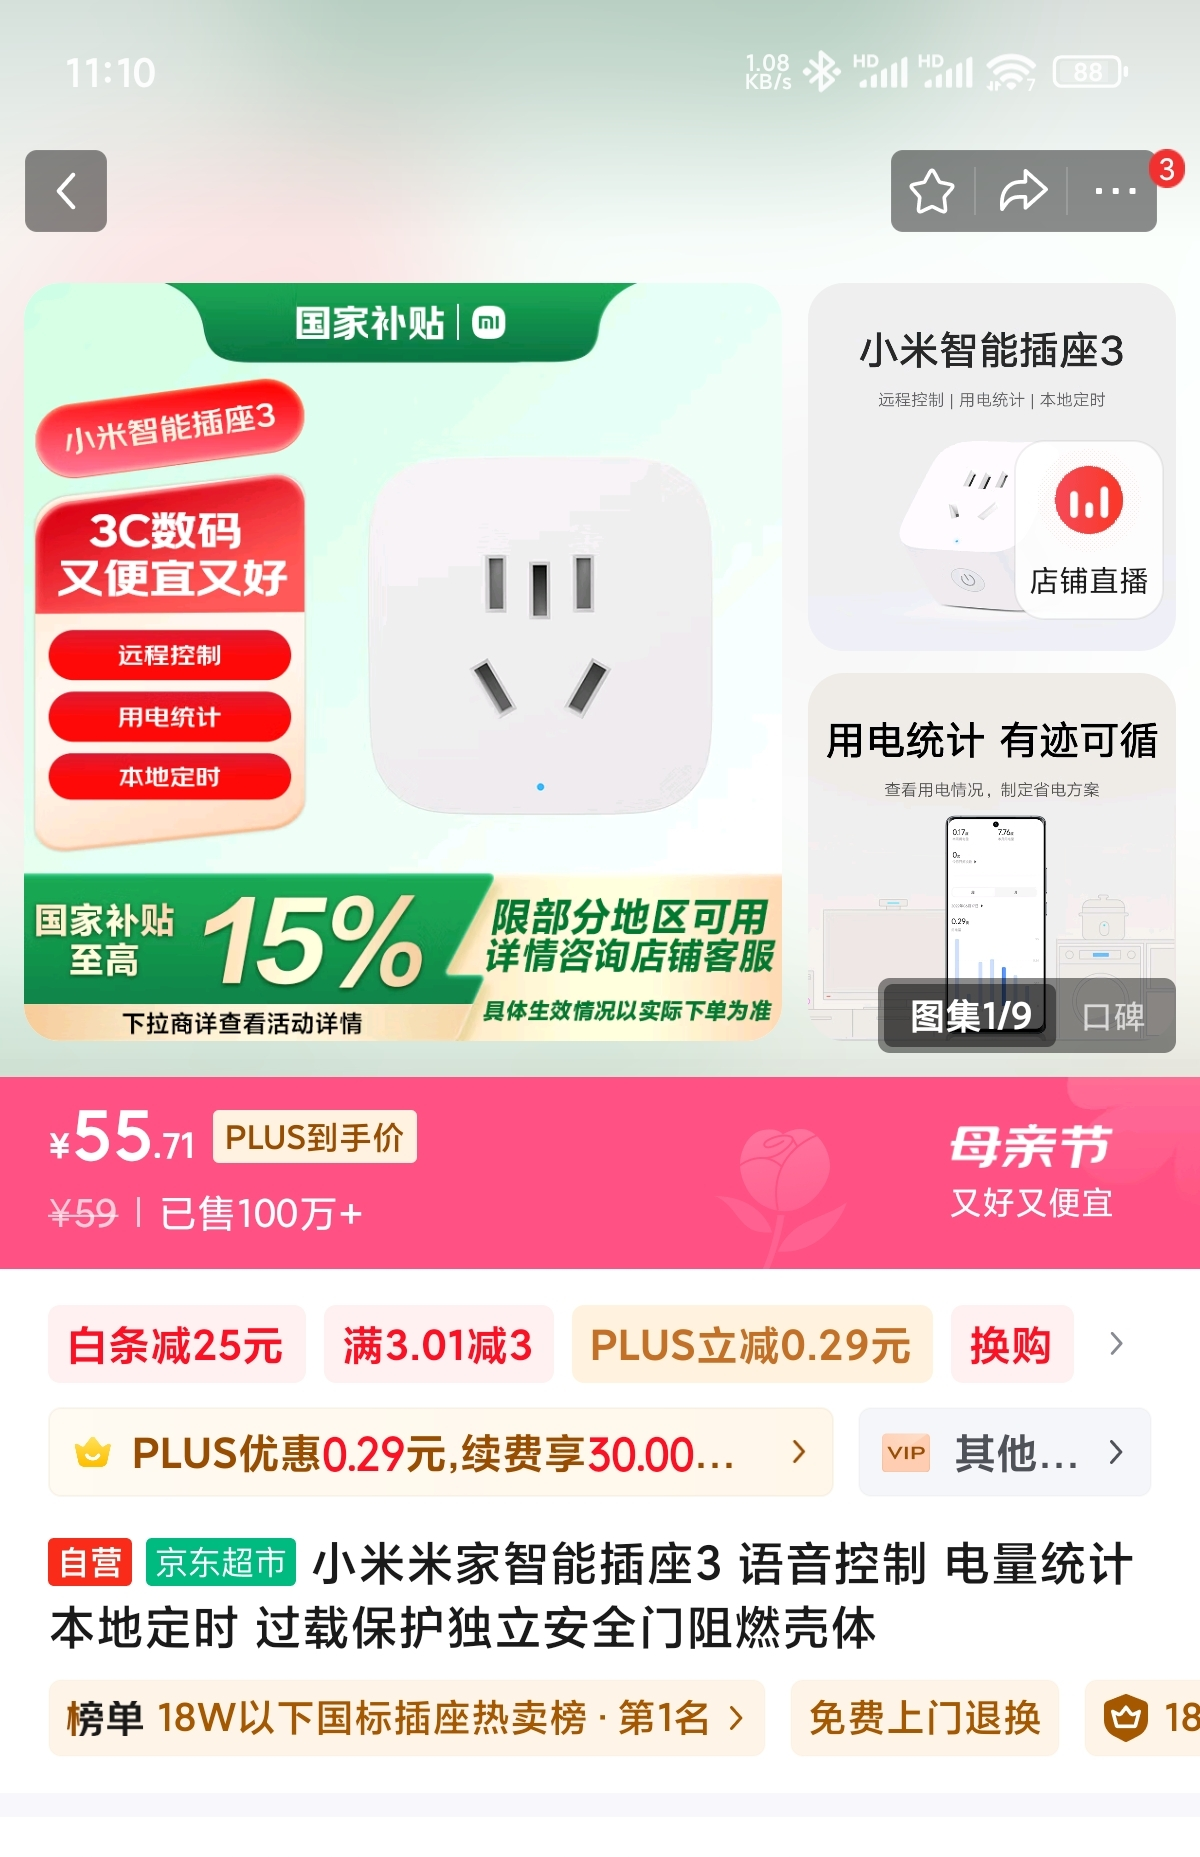 11:10
1.08
KB/s
HD
HD
7
88
3
国家补贴
小米智能插座3
3C数码
又便宜又好
远程控制
用电统计
本地定时
国家补贴
至高
15%
限部分地区可用
详情咨询店铺客服
具体生效情况以实际下单为准
下拉商详查看活动详情
小米智能插座3
远程控制 | 用电统计 | 本地定时
店铺直播
用电统计 有迹可循
查看用电情况，制定省电方案
图集1/9
口碑
¥55.71 PLUS到手价
¥59 已售100万+
母亲节
又好又便宜
白条减25元
满3.01减3
PLUS立减0.29元
换购
PLUS优惠0.29元,续费享30.00...
VIP 其他...
自营 京东超市 小米米家智能插座3 语音控制 电量统计
本地定时 过载保护独立安全门阻燃壳体
榜单 18W以下国标插座热卖榜·第1名
免费上门退换
18